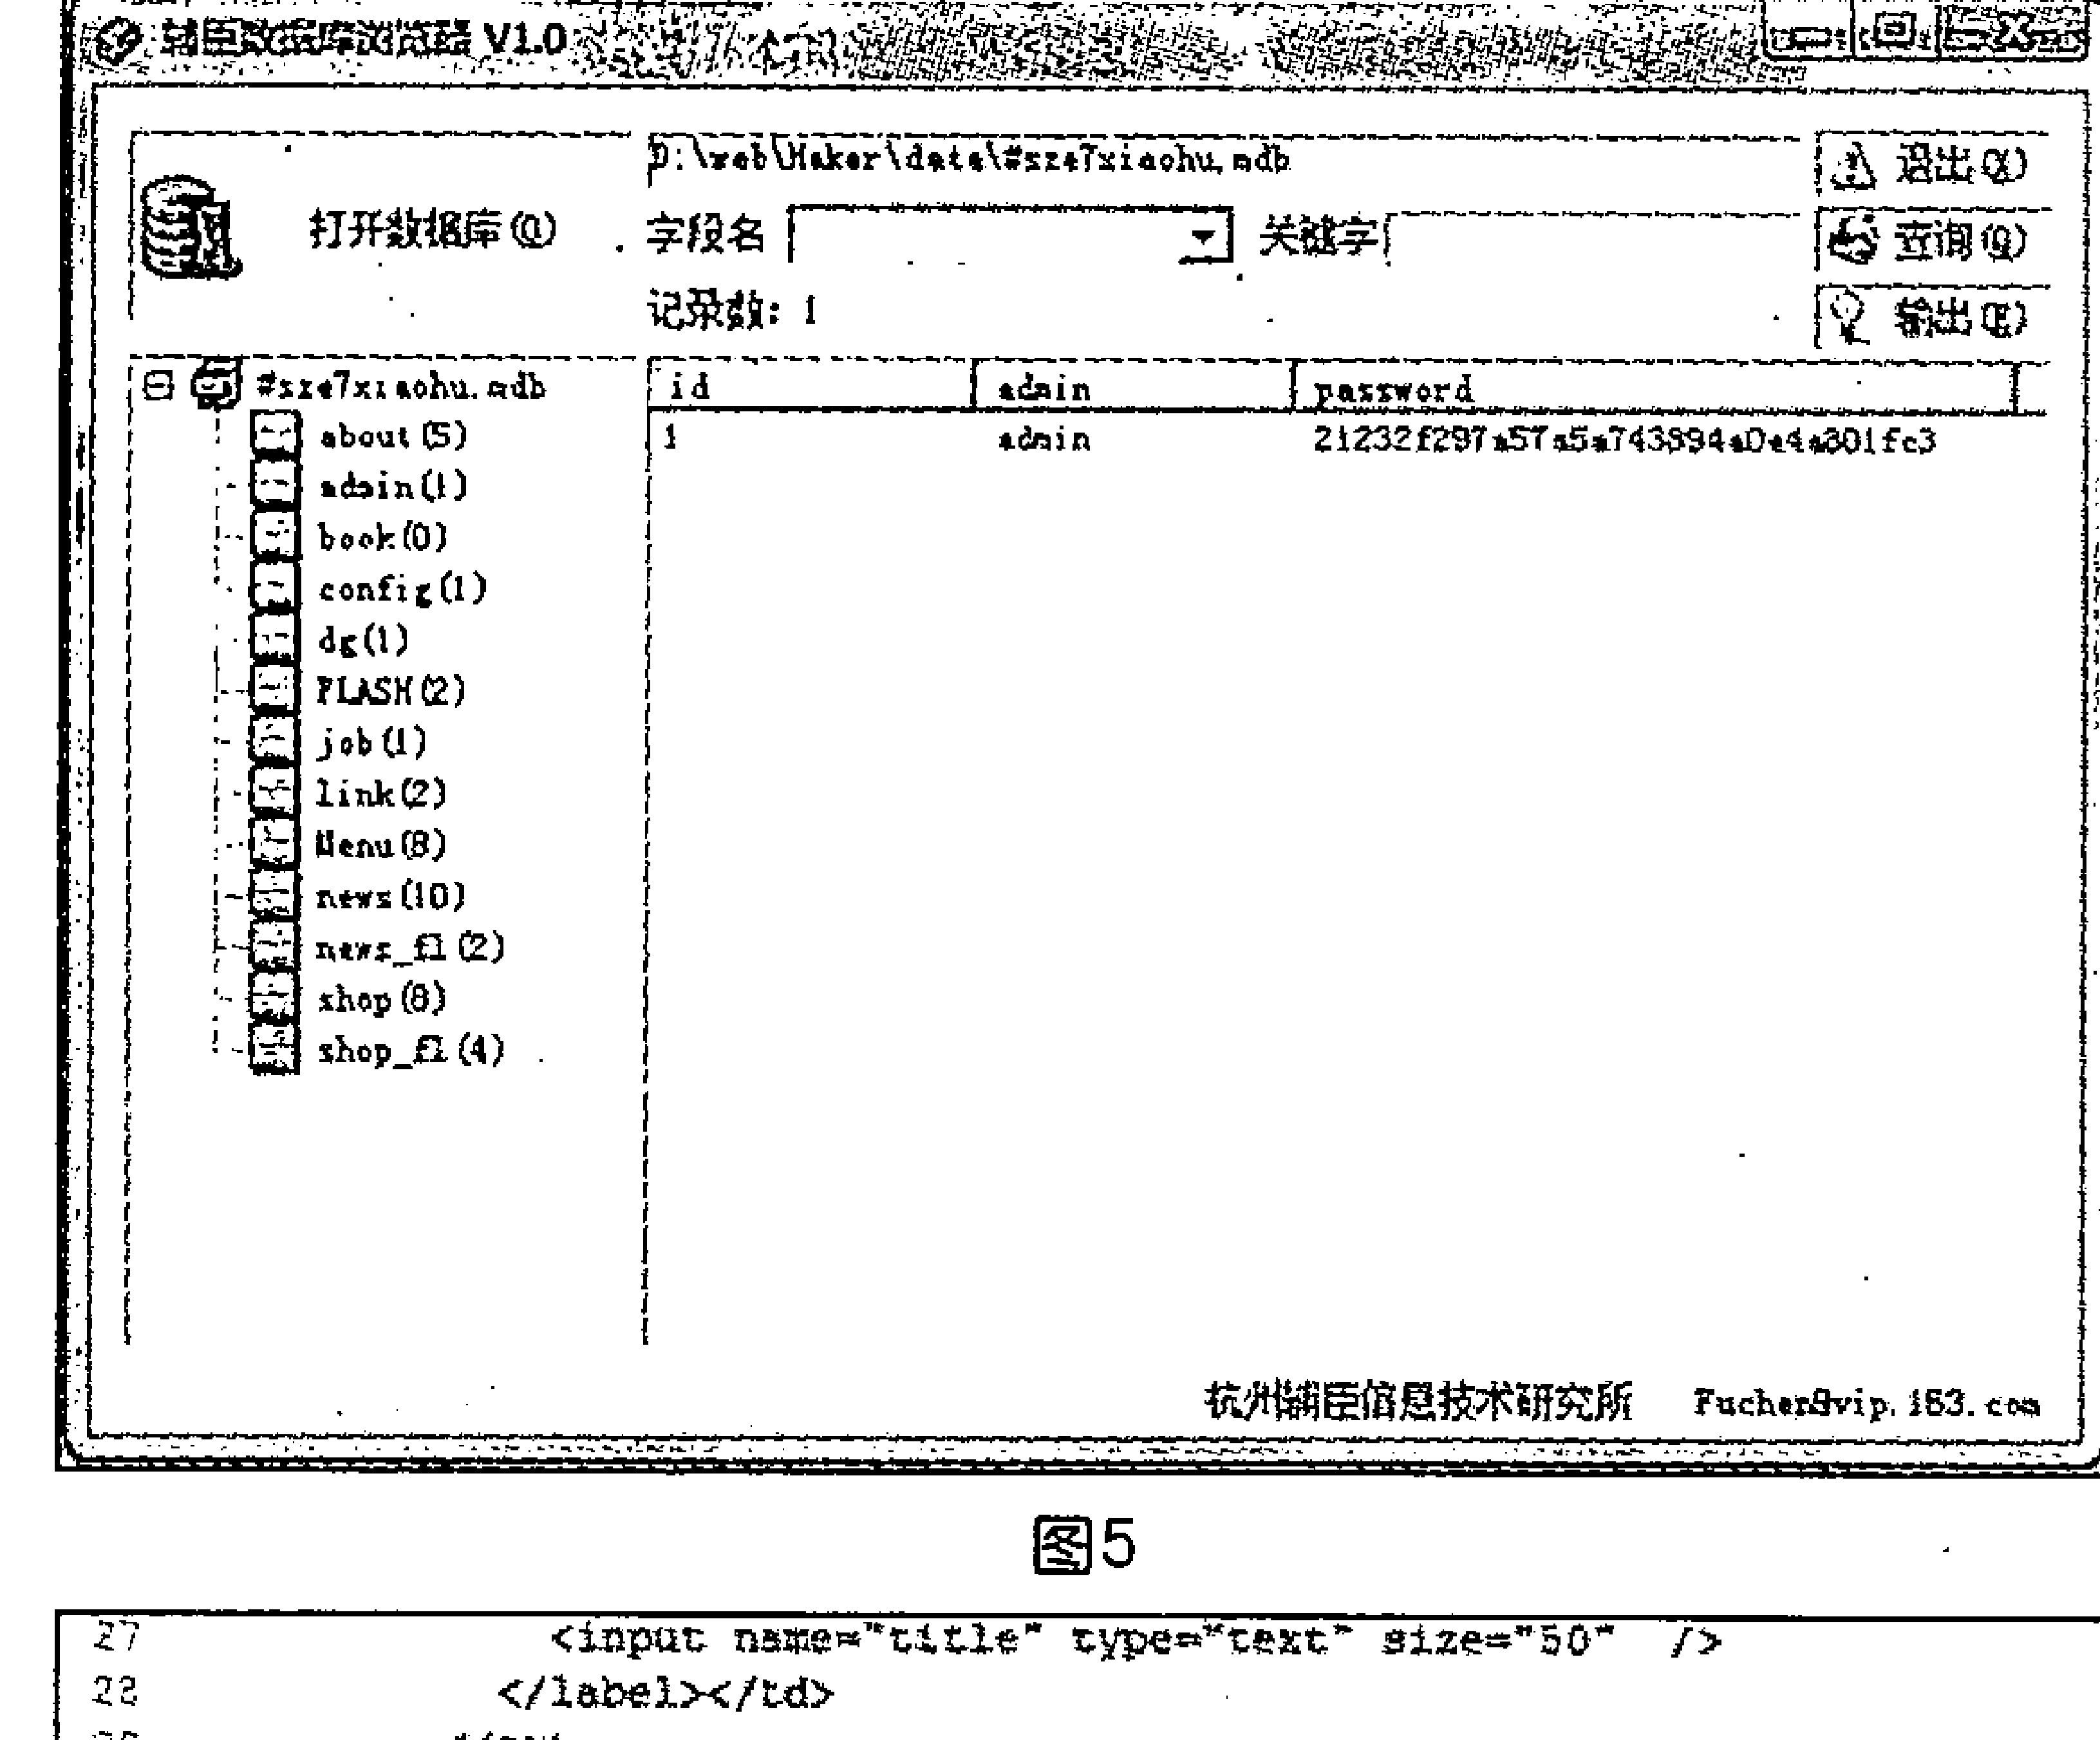 辅臣数据库浏览器 V1.0
D:\web\Maker\data\#sze7xiaohu.mdb
退出(X)
打开数据库(O)
字段名
关键字
查询(Q)
记录数: 1
输出(E)
#sze7xiaohu.mdb
id admin password
about(5)
1 admin 21232f297a57a5a743894a0e4a801fc3
admin(1)
book(0)
config(1)
dg(1)
FLASH(2)
job(1)
link(2)
Menu(8)
news(10)
news_fl(2)
shop(8)
shop_fl(4)
杭州辅臣信息技术研究所 Fuchen@vip.163.com
图5
27 <input name="title" type="text" size="50" />
28 </label></td>